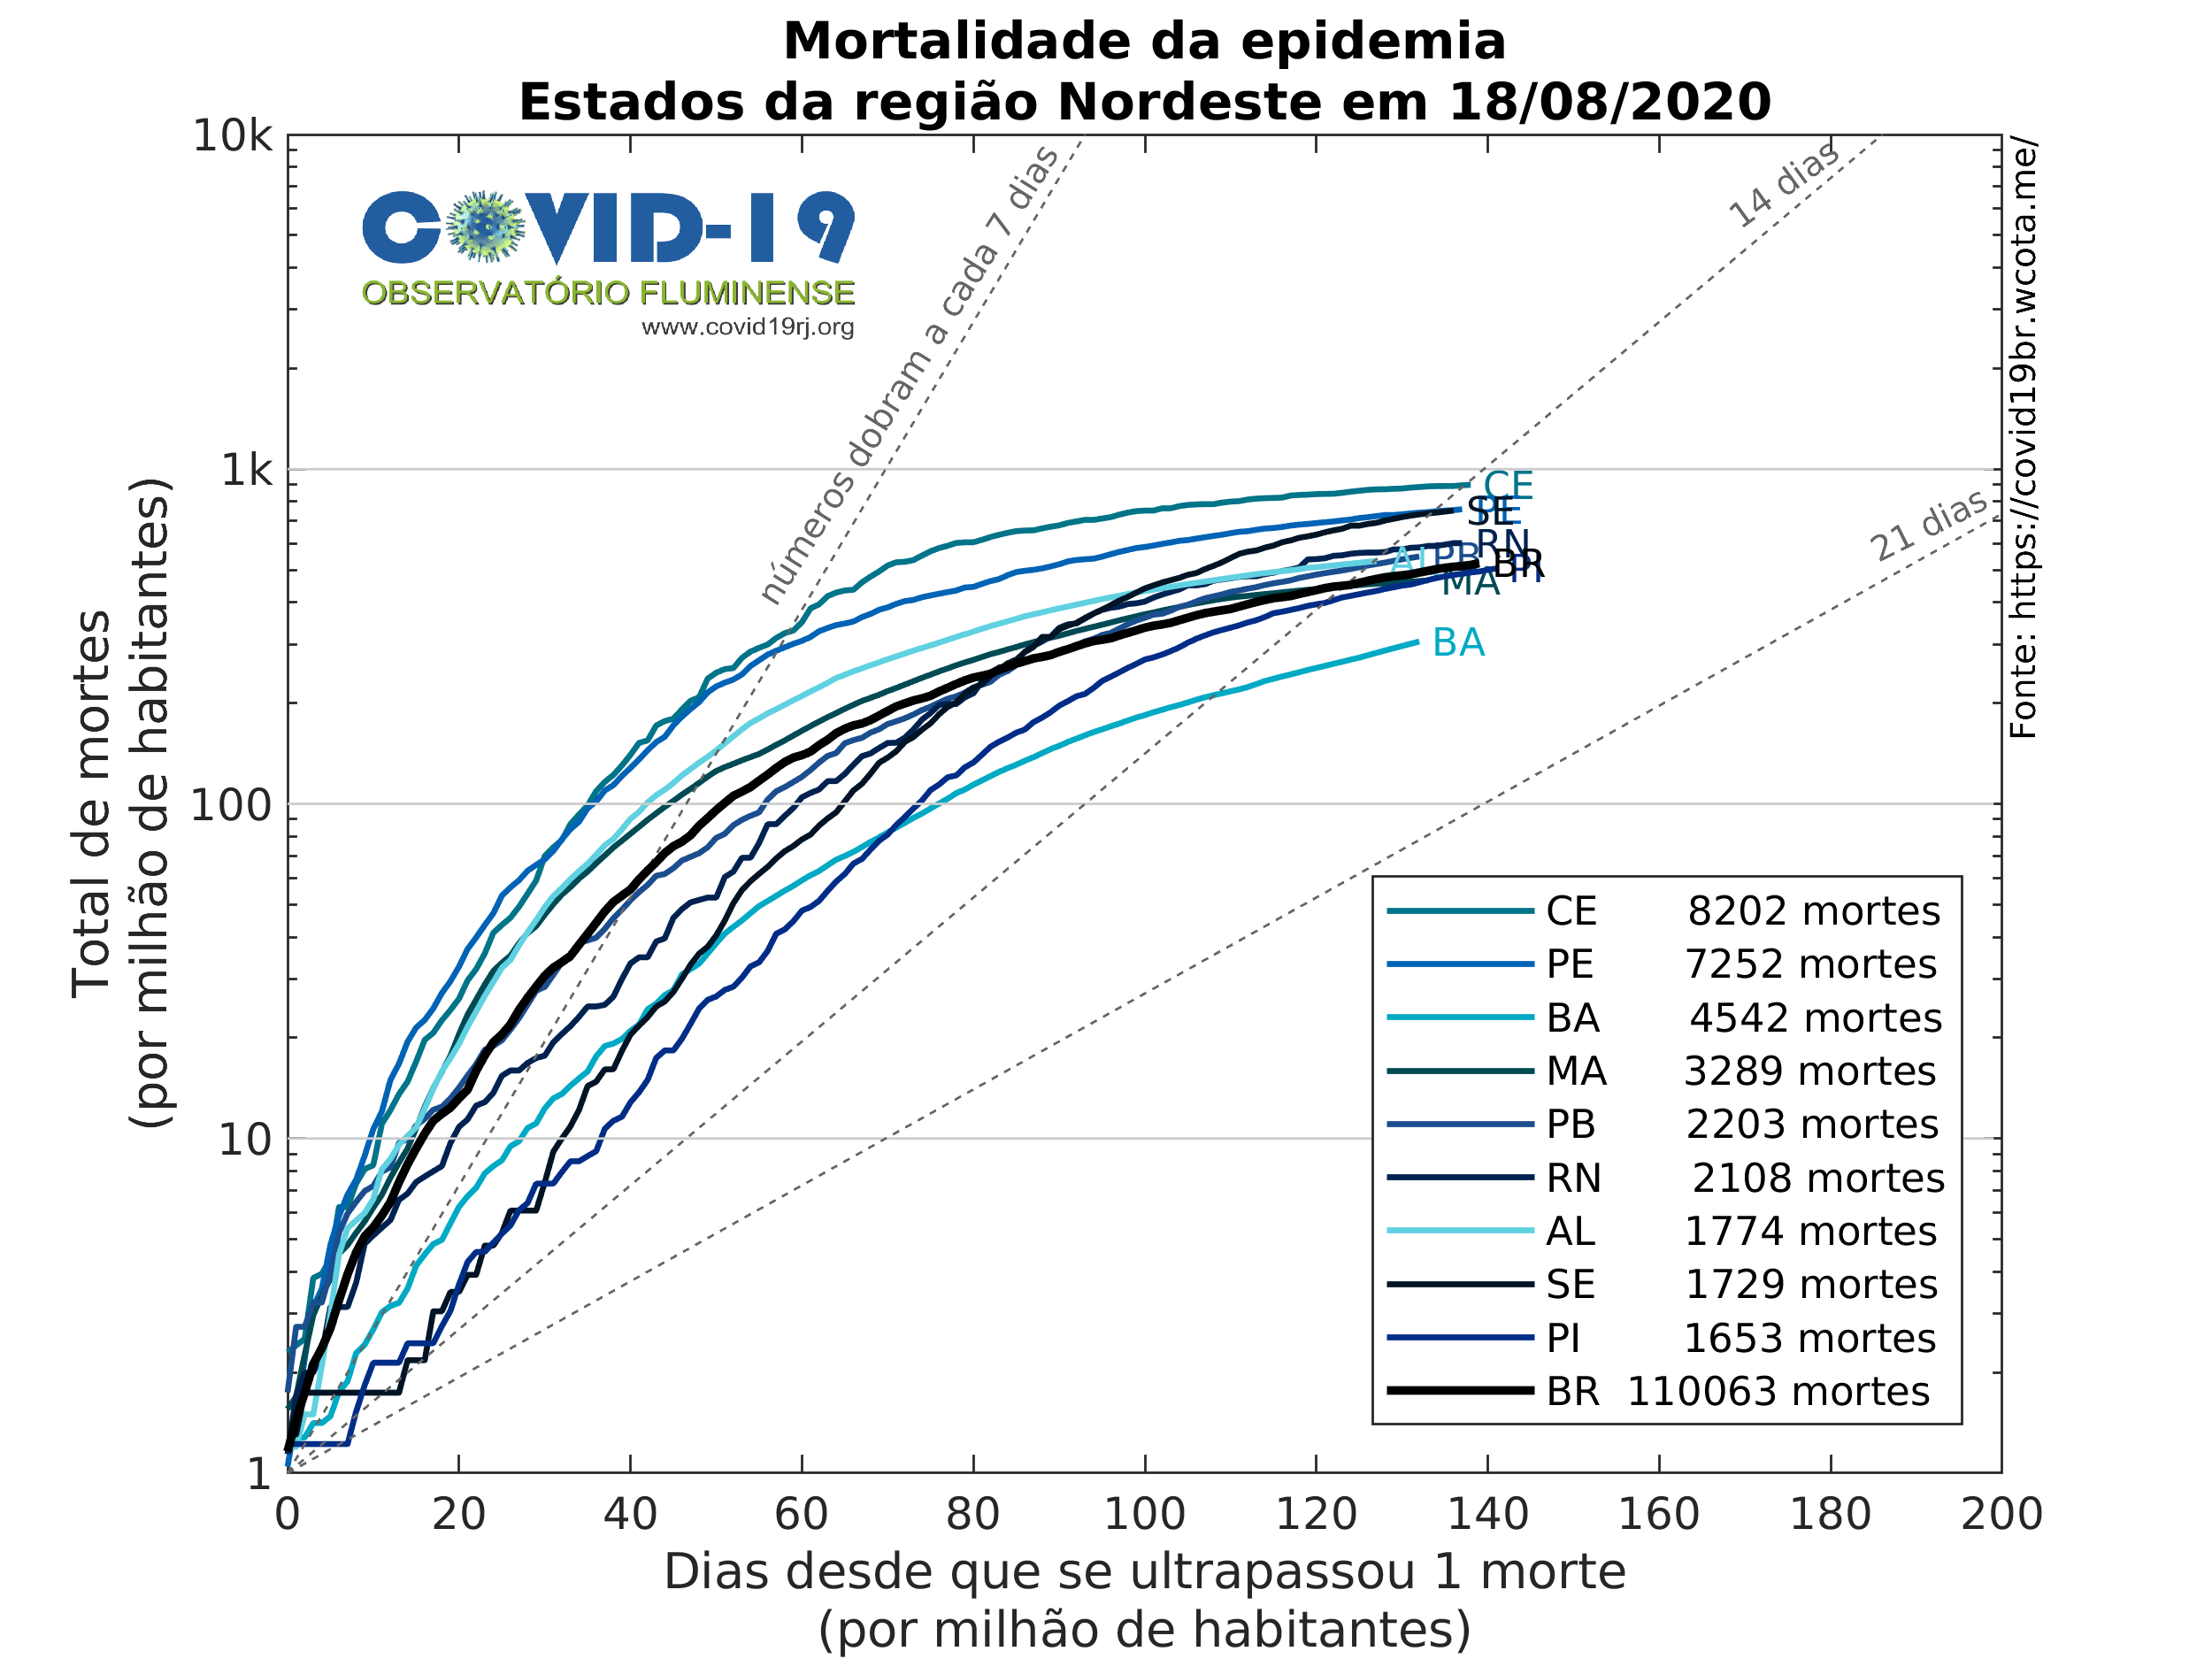 Mortalidade da epidemia
Estados da região Nordeste em 18/08/2020
10k
1k
100
10
1
Total de mortes
(por milhão de habitantes)
COVID-19
OBSERVATÓRIO FLUMINENSE
www.covid19rj.org
números dobram a cada 7 dias
14 dias
21 dias
Fonte: https://covid19br.wcota.me/
CE
PE
SE
RN
AL
PB
BR
PI
MA
BA
CE 8202 mortes
PE 7252 mortes
BA 4542 mortes
MA 3289 mortes
PB 2203 mortes
RN 2108 mortes
AL 1774 mortes
SE 1729 mortes
PI 1653 mortes
BR 110063 mortes
0 20 40 60 80 100 120 140 160 180 200
Dias desde que se ultrapassou 1 morte
(por milhão de habitantes)